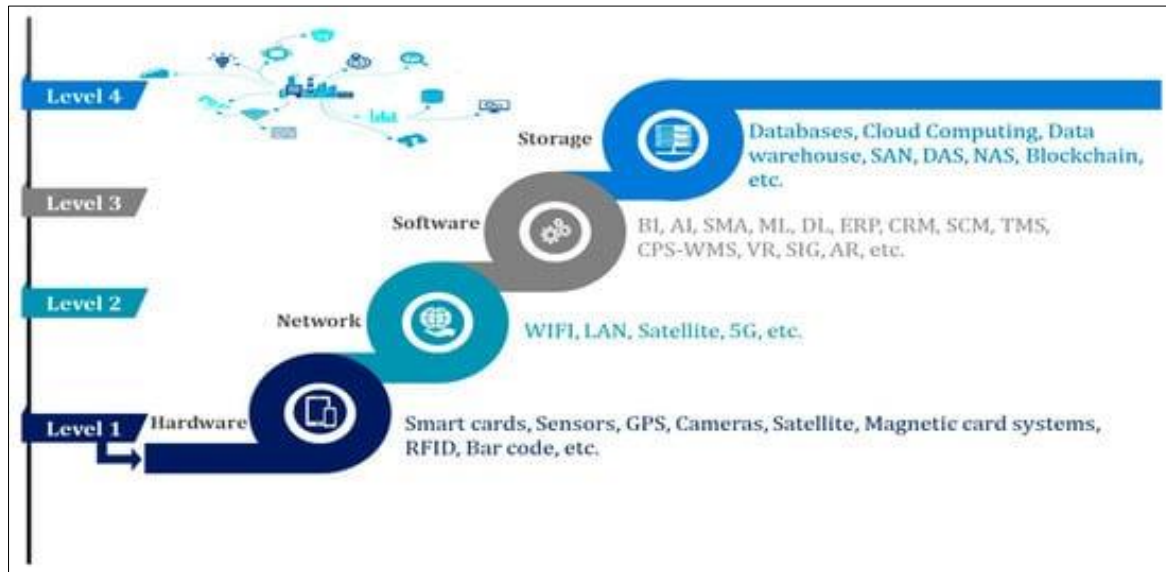 Level 4
Storage
Databases, Cloud Computing, Data
warehouse, SAN, DAS, NAS, Blockchain,
etc.
Level 3
Software
BI, AI, SMA, ML, DL, ERP, CRM, SCM, TMS,
CPS-WMS, VR, SIG, AR, etc.
Level 2
Network
WIFI, LAN, Satellite, 5G, etc.
Level 1
Hardware
Smart cards, Sensors, GPS, Cameras, Satellite, Magnetic card systems,
RFID, Bar code, etc.